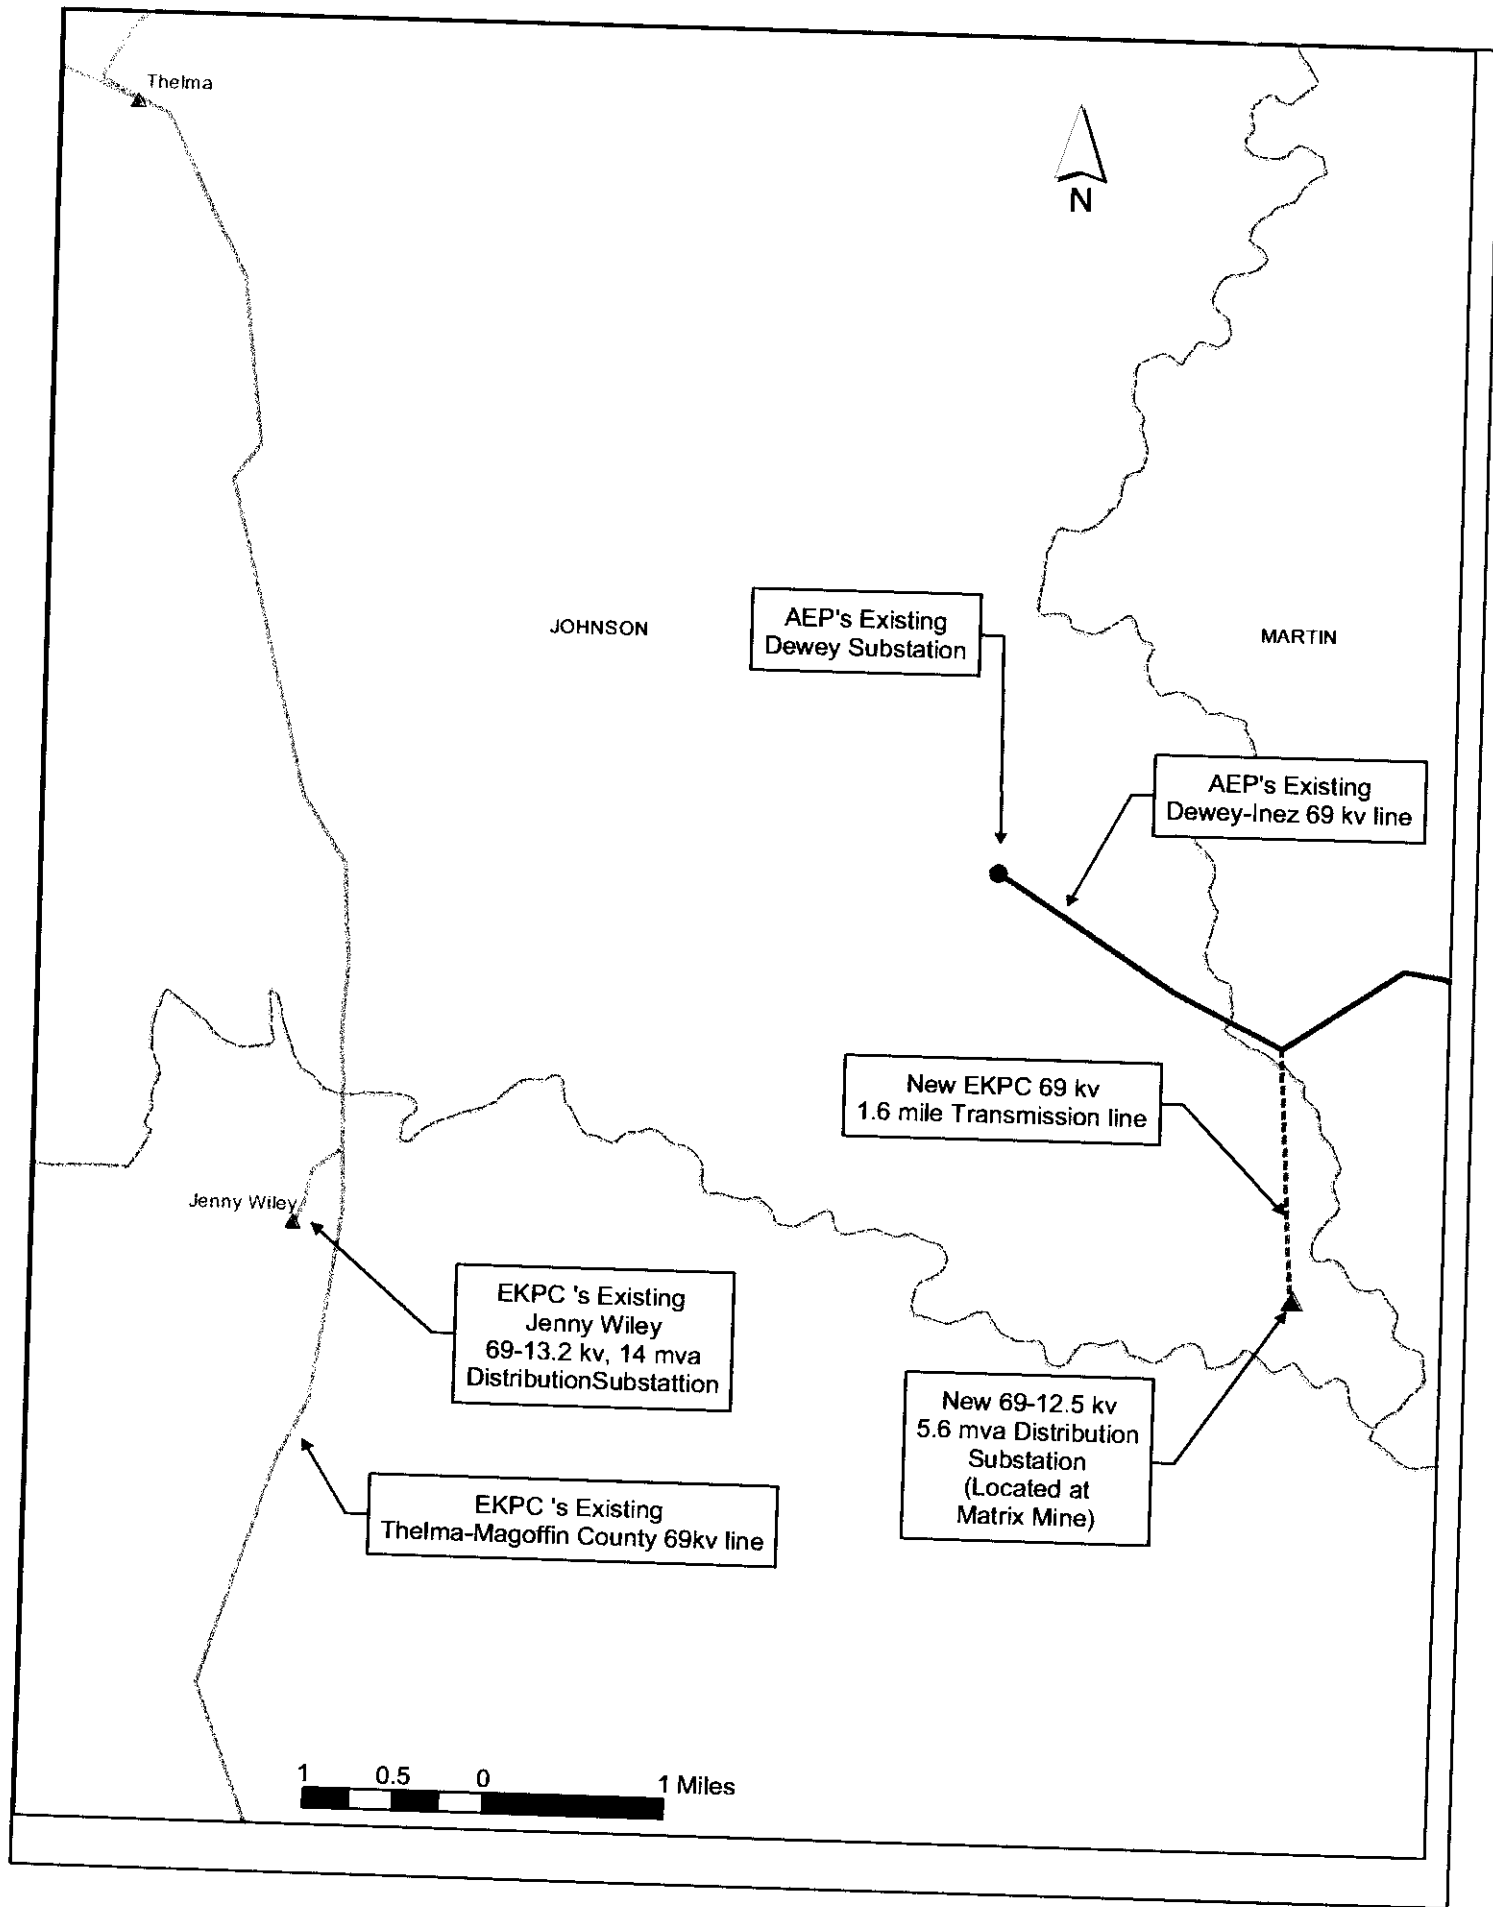 Thelma
N
JOHNSON
AEP's Existing
Dewey Substation
MARTIN
AEP's Existing
Dewey-Inez 69 kv line
New EKPC 69 kv
1.6 mile Transmission line
Jenny Wiley
EKPC 's Existing
Jenny Wiley
69-13.2 kv, 14 mva
DistributionSubstattion
New 69-12.5 kv
5.6 mva Distribution
Substation
(Located at
Matrix Mine)
EKPC 's Existing
Thelma-Magoffin County 69kv line
1 0.5 0 1 Miles